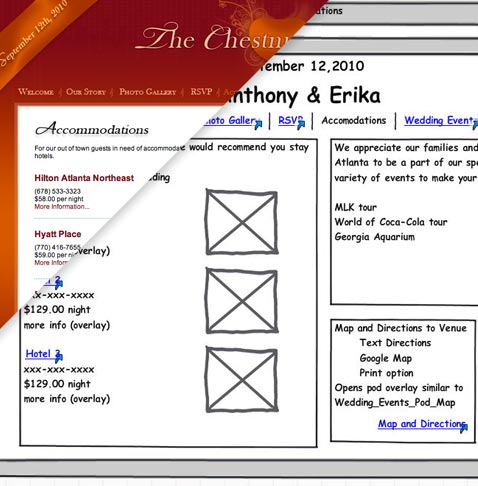 September 12th, 2010
The Chestnu
tations
tember 12,2010
nthony & Erika
Welcome Our Story Photo Gallery RSVP Ac
hoto Gallery RSVP Accomodations Wedding Event
Accommodations
For our out of town guests in need of accommodat e would recommend you stay
hotels.
ding
Hilton Atlanta Northeast
(678) 533-3323
$58.00 per night
More Information...
Hyatt Place
(770) 416-7655
$59.00 per nig
More Inform
verlay)
2
xx-xxx-xxxx
$129.00 night
more info (overlay)
Hotel 3
xxx-xxx-xxxx
$129.00 night
more info (overlay)
We appreciate our families and
Atlanta to be a part of our spe
variety of events to make your
MLK tour
World of Coca-Cola tour
Georgia Aquarium
Map and Directions to Venue
Text Directions
Google Map
Print option
Opens pod overlay similar to
Wedding_Events_Pod_Map
Map and Directions